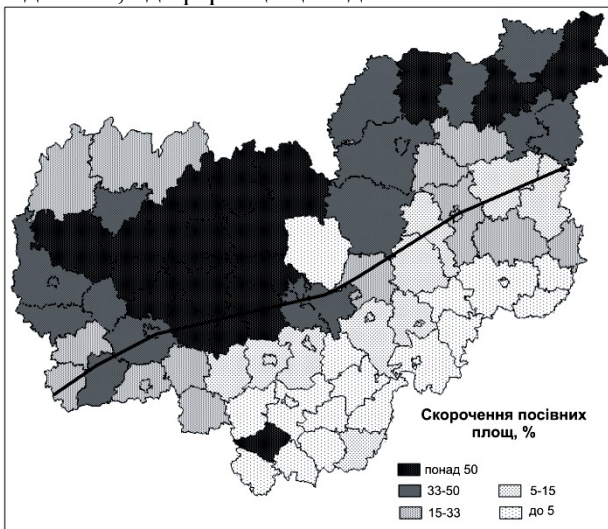 Скорочення посівних
площ, %
понад 50
33-50
15-33
5-15
до 5